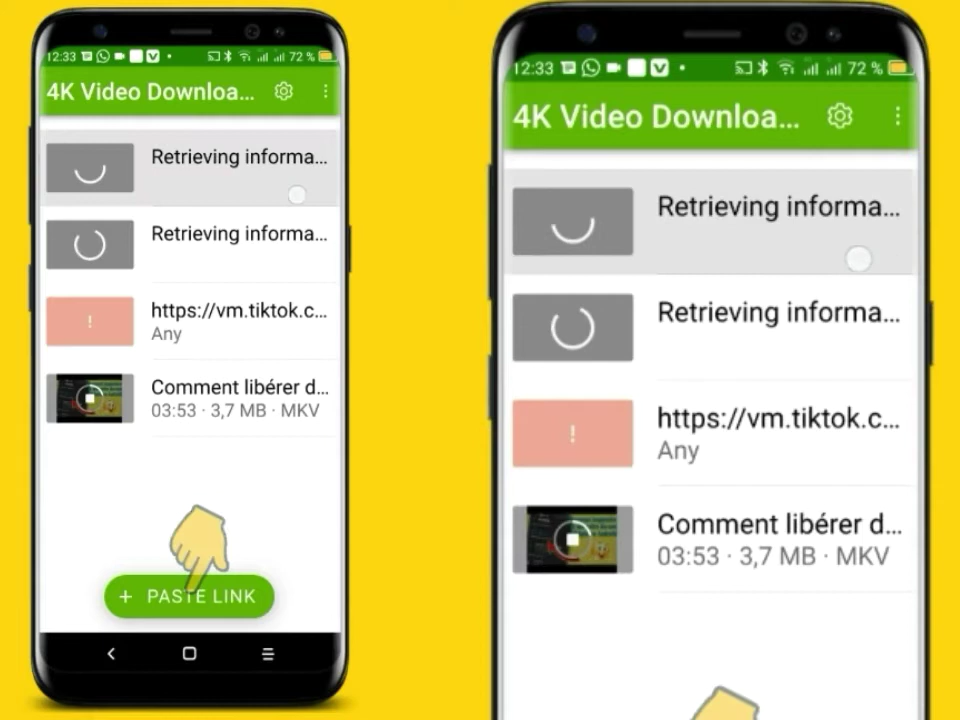 12:33 72 %
4K Video Downloa...
Retrieving informa...
Retrieving informa...
https://vm.tiktok.c...
Any
Comment libérer d...
03:53 · 3,7 MB · MKV
+ PASTE LINK
12:33 72 %
4K Video Downloa...
Retrieving informa...
Retrieving informa...
https://vm.tiktok.c...
Any
Comment libérer d...
03:53 · 3,7 MB · MKV